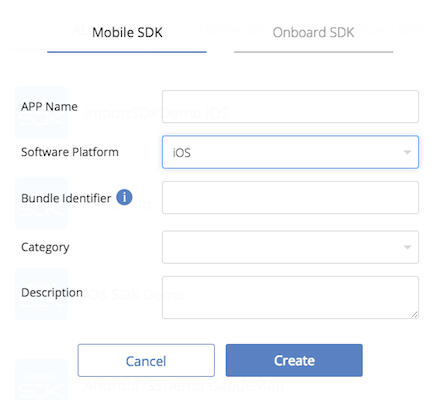 Mobile SDK
Onboard SDK
APP Name
Software Platform
iOS
Bundle Identifier i
Category
Description
Cancel
Create